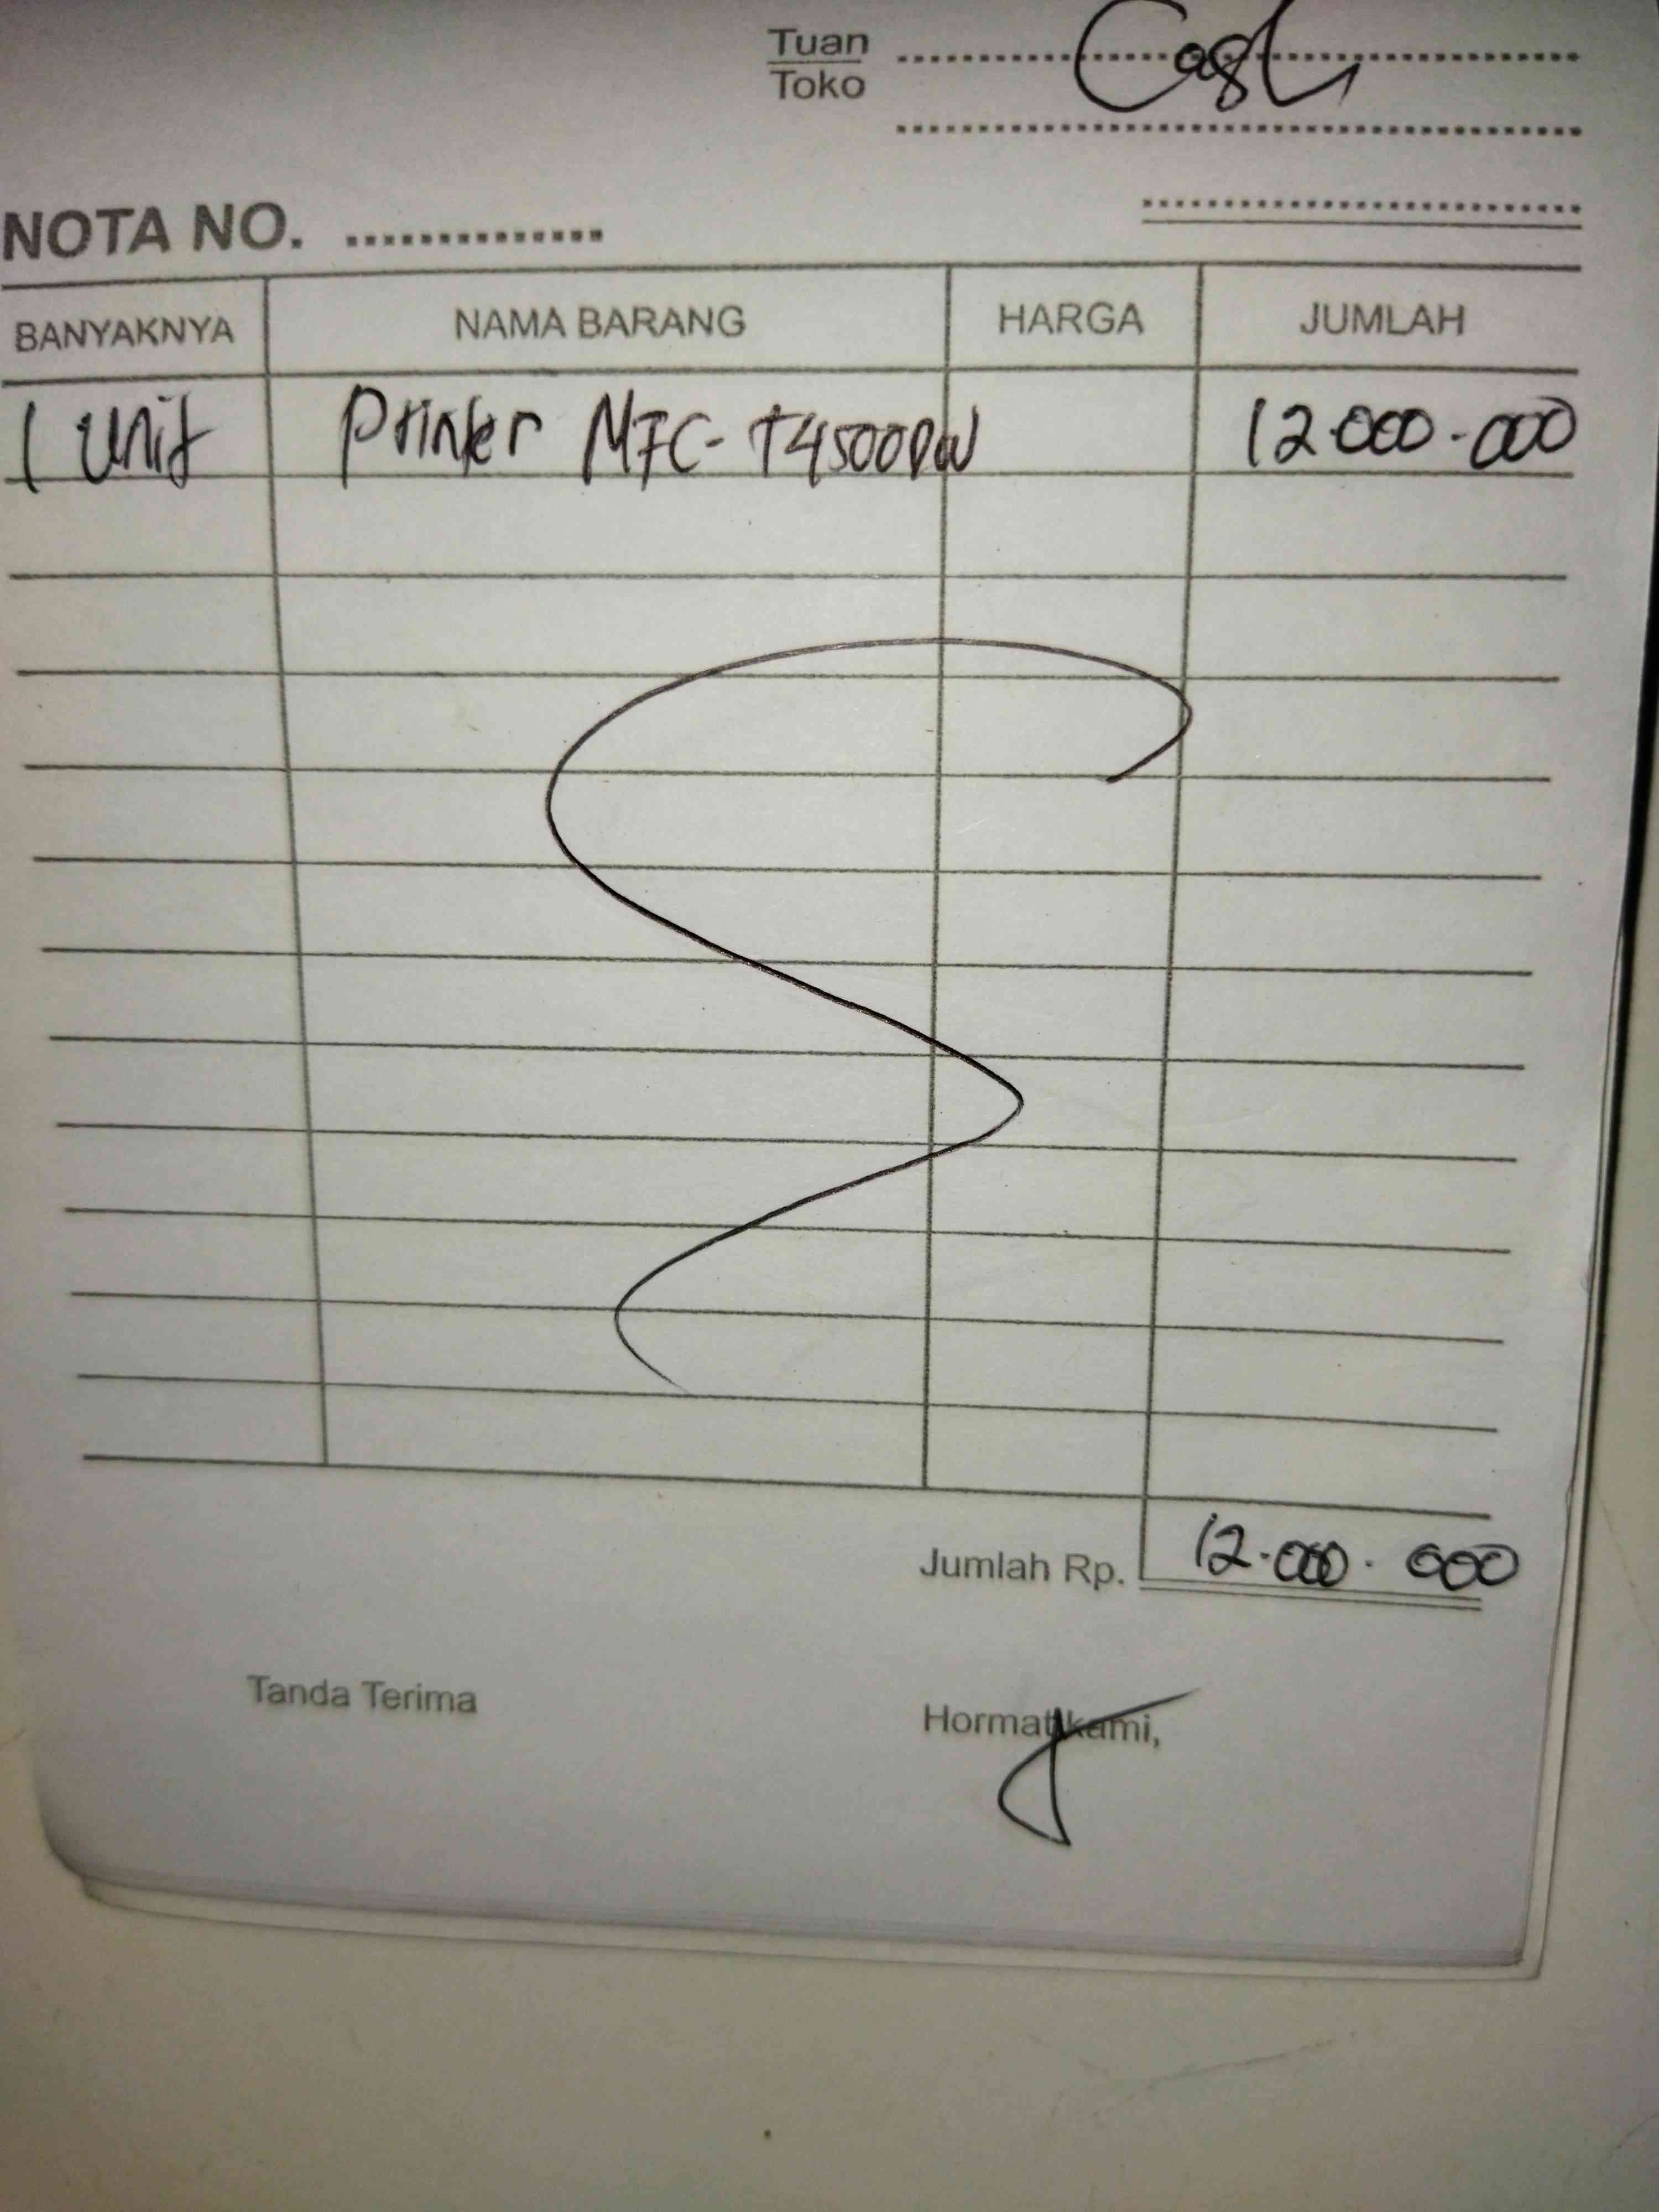 Tuan Cash
Toko
NOTA NO. ..............
BANYAKNYA NAMA BARANG HARGA JUMLAH
1 Unit Printer MFC-T4500DW 12.000.000
Jumlah Rp. 12.000.000
Tanda Terima Hormat kami,